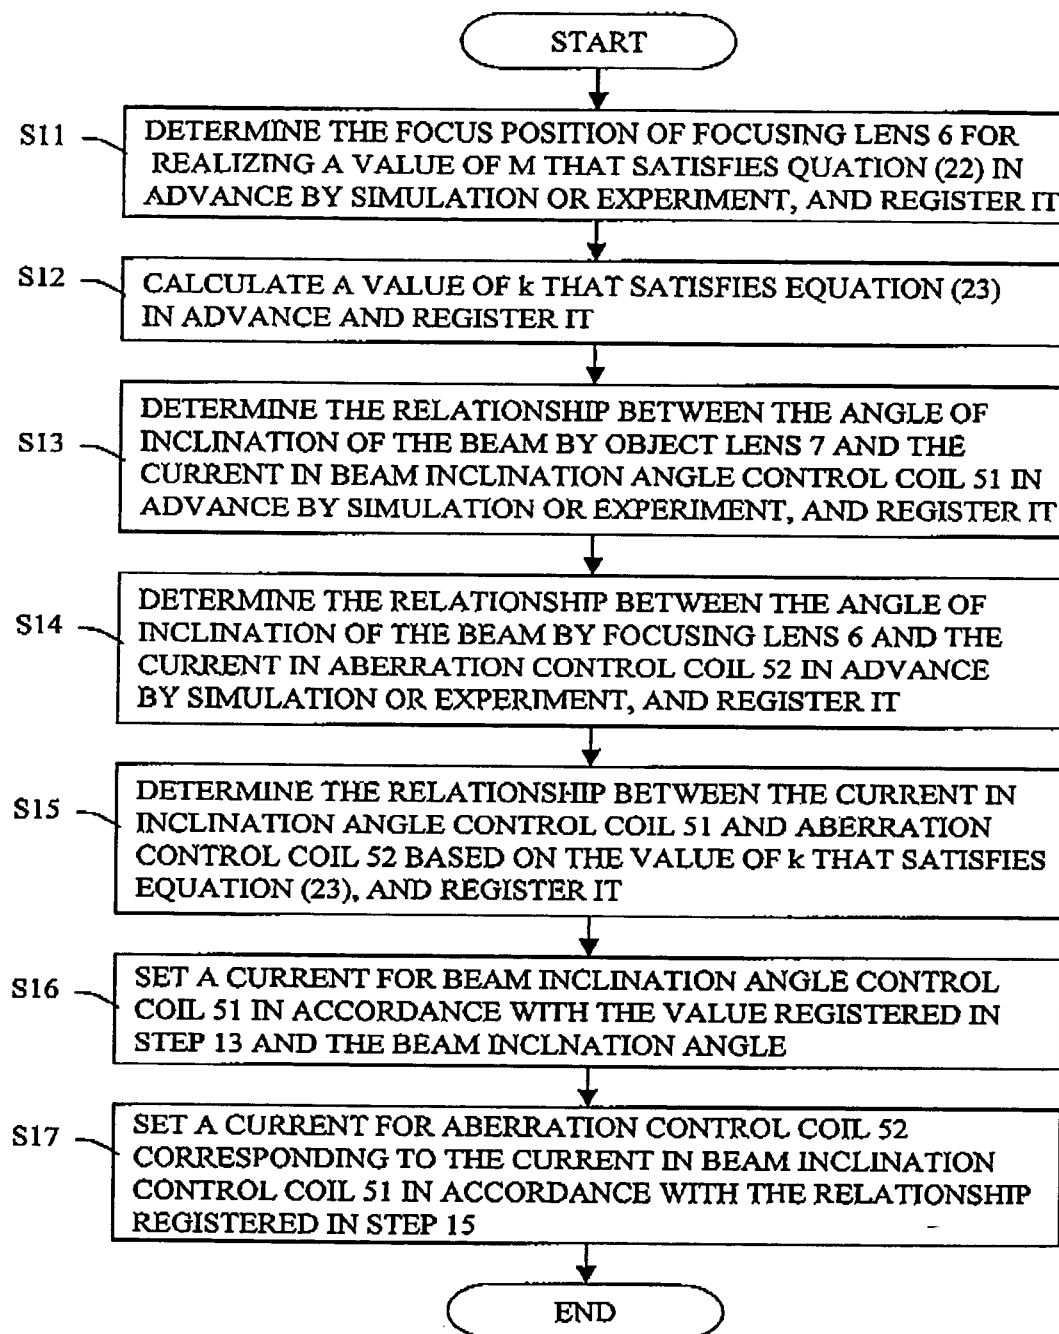 START
S11
DETERMINE THE FOCUS POSITION OF FOCUSING LENS 6 FOR
REALIZING A VALUE OF M THAT SATISFIES QUATION (22) IN
ADVANCE BY SIMULATION OR EXPERIMENT, AND REGISTER IT
S12
CALCULATE A VALUE OF k THAT SATISFIES EQUATION (23)
IN ADVANCE AND REGISTER IT
S13
DETERMINE THE RELATIONSHIP BETWEEN THE ANGLE OF
INCLINATION OF THE BEAM BY OBJECT LENS 7 AND THE
CURRENT IN BEAM INCLINATION ANGLE CONTROL COIL 51 IN
ADVANCE BY SIMULATION OR EXPERIMENT, AND REGISTER IT
S14
DETERMINE THE RELATIONSHIP BETWEEN THE ANGLE OF
INCLINATION OF THE BEAM BY FOCUSING LENS 6 AND THE
CURRENT IN ABERRATION CONTROL COIL 52 IN ADVANCE
BY SIMULATION OR EXPERIMENT, AND REGISTER IT
S15
DETERMINE THE RELATIONSHIP BETWEEN THE CURRENT IN
INCLINATION ANGLE CONTROL COIL 51 AND ABERRATION
CONTROL COIL 52 BASED ON THE VALUE OF k THAT SATISFIES
EQUATION (23), AND REGISTER IT
S16
SET A CURRENT FOR BEAM INCLINATION ANGLE CONTROL
COIL 51 IN ACCORDANCE WITH THE VALUE REGISTERED IN
STEP 13 AND THE BEAM INCLNATION ANGLE
S17
SET A CURRENT FOR ABERRATION CONTROL COIL 52
CORRESPONDING TO THE CURRENT IN BEAM INCLINATION
CONTROL COIL 51 IN ACCORDANCE WITH THE RELATIONSHIP
REGISTERED IN STEP 15
END